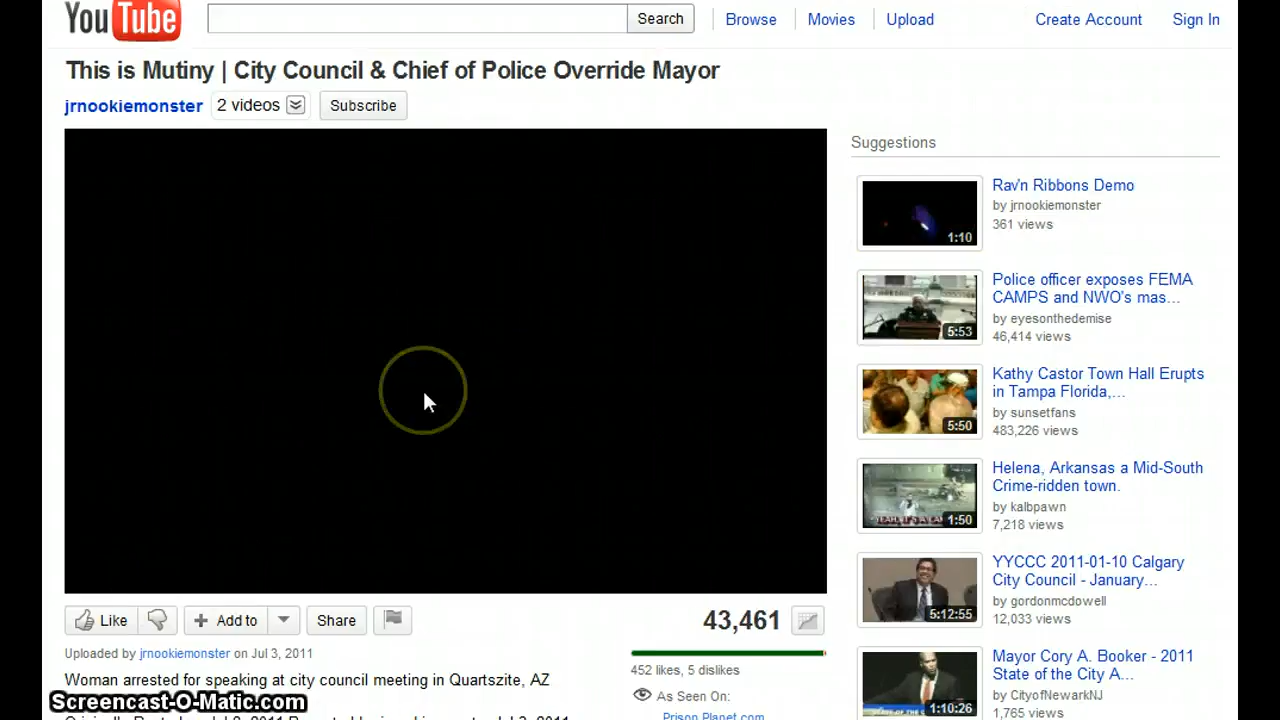 YouTube
Search
Browse
Movies
Upload
Create Account
Sign In
This is Mutiny | City Council & Chief of Police Override Mayor
jrnookiemonster
2 videos
Subscribe
Suggestions
Rav'n Ribbons Demo
by jrnookiemonster
361 views
1:10
Police officer exposes FEMA
CAMPS and NWO's mas...
by eyesonthedemise
46,414 views
5:53
Kathy Castor Town Hall Erupts
in Tampa Florida,...
by sunsetfans
483,226 views
5:50
Helena, Arkansas a Mid-South
Crime-ridden town.
by kalbpawn
7,218 views
1:50
YYCCC 2011-01-10 Calgary
City Council - January...
by gordonmcdowell
12,033 views
5:12:55
Mayor Cory A. Booker - 2011
State of the City A...
by CityofNewarkNJ
1,765 views
1:10:26
Like
Add to
Share
43,461
Uploaded by jrnookiemonster on Jul 3, 2011
452 likes, 5 dislikes
Woman arrested for speaking at city council meeting in Quartszite, AZ
As Seen On:
Prison Planet.com
Screencast-O-Matic.com